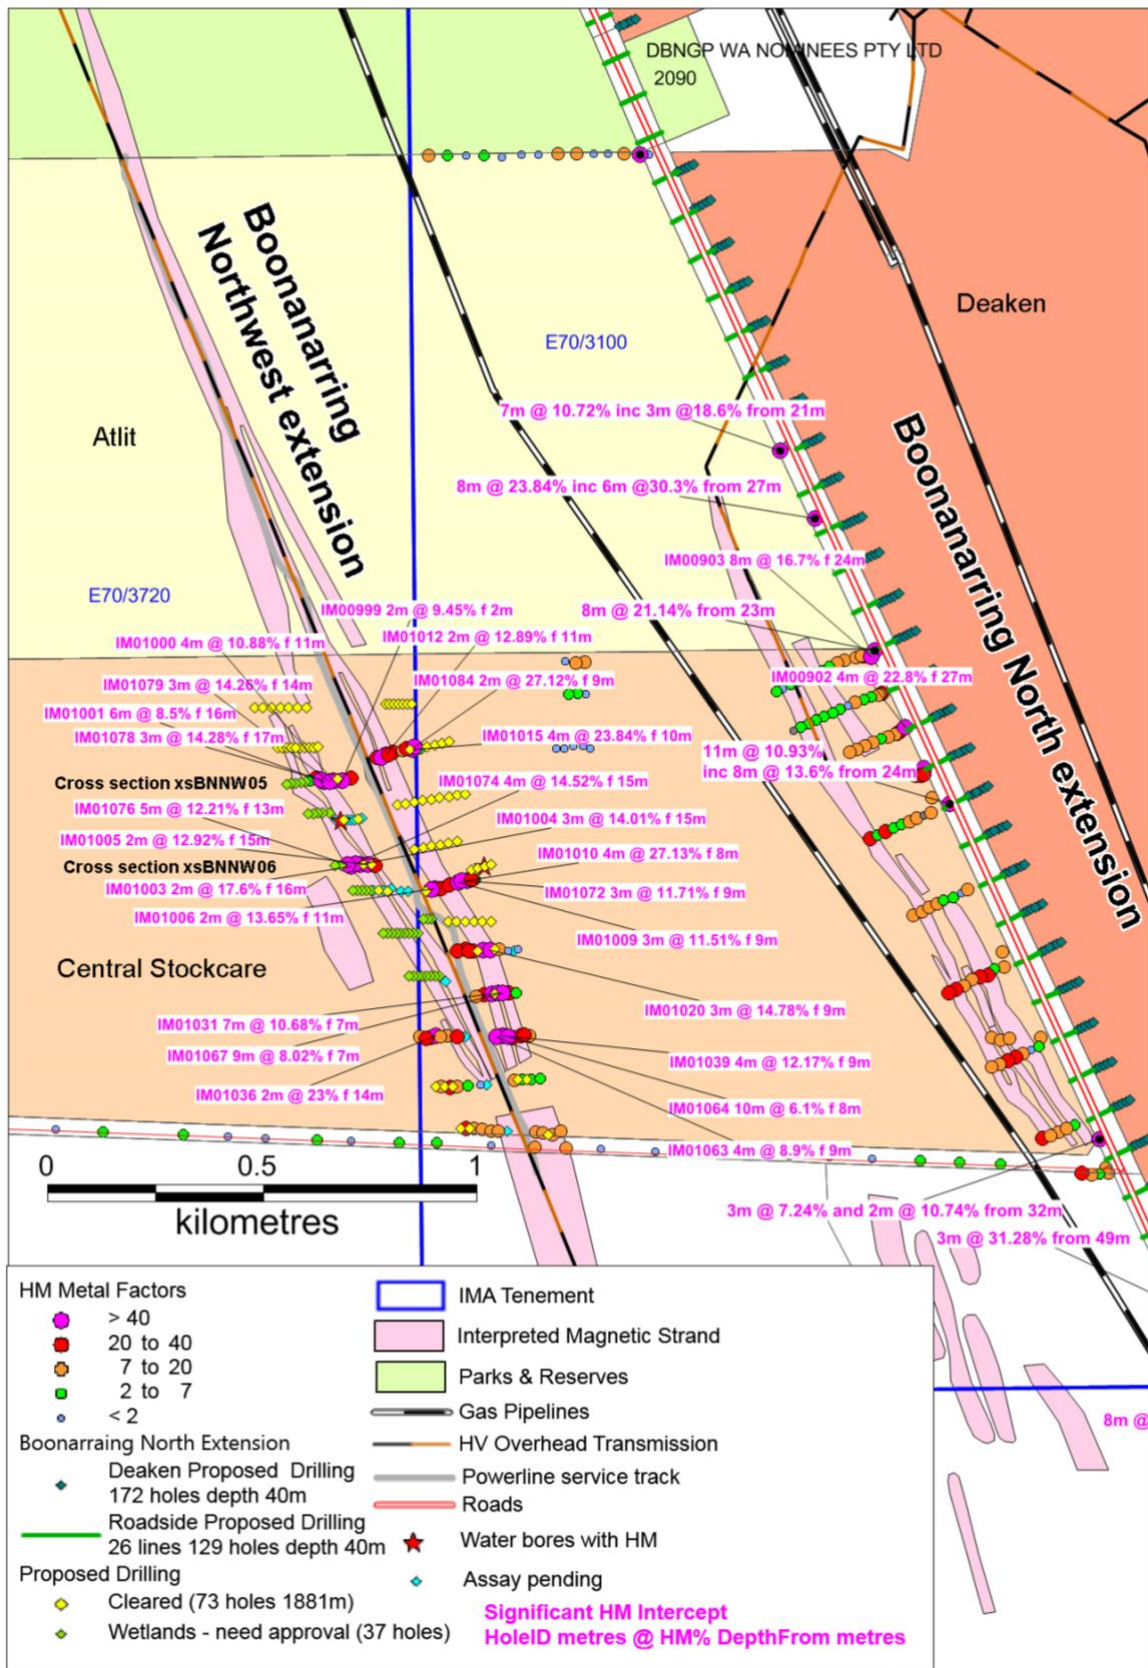 DBNGP WA NOMINEES PTY LTD
2090
Boonanarring
Northwest extension
E70/3100
Deaken
Atlit
7m @ 10.72% inc 3m @18.6% from 21m
Boonanarring North extension
8m @ 23.84% inc 6m @30.3% from 27m
IM00903 8m @ 16.7% f 24m
E70/3720
IM00999 2m @ 9.45% f 2m
8m @ 21.14% from 23m
IM01000 4m @ 10.88% f 11m
IM01012 2m @ 12.89% f 11m
IM01079 3m @ 14.26% f 14m
IM01084 2m @ 27.12% f 9m
IM00902 4m @ 22.8% f 27m
IM01001 6m @ 8.5% f 16m
IM01078 3m @ 14.28% f 17m
IM01015 4m @ 23.84% f 10m
11m @ 10.93%
inc 8m @ 13.6% from 24m
Cross section xsBNNW05
IM01074 4m @ 14.52% f 15m
IM01076 5m @ 12.21% f 13m
IM01004 3m @ 14.01% f 15m
IM01005 2m @ 12.92% f 15m
IM01010 4m @ 27.13% f 8m
Cross section xsBNNW06
IM01003 2m @ 17.6% f 16m
IM01072 3m @ 11.71% f 9m
IM01006 2m @ 13.65% f 11m
IM01009 3m @ 11.51% f 9m
Central Stockcare
IM01020 3m @ 14.78% f 9m
IM01031 7m @ 10.68% f 7m
IM01067 9m @ 8.02% f 7m
IM01039 4m @ 12.17% f 9m
IM01036 2m @ 23% f 14m
IM01064 10m @ 6.1% f 8m
IM01063 4m @ 8.9% f 9m
0 0.5 1
kilometres
3m @ 7.24% and 2m @ 10.74% from 32m
3m @ 31.28% from 49m
8m @
HM Metal Factors
> 40
20 to 40
7 to 20
2 to 7
< 2
Boonarraing North Extension
Deaken Proposed Drilling
172 holes depth 40m
Roadside Proposed Drilling
26 lines 129 holes depth 40m
Proposed Drilling
Cleared (73 holes 1881m)
Wetlands - need approval (37 holes)
IMA Tenement
Interpreted Magnetic Strand
Parks & Reserves
Gas Pipelines
HV Overhead Transmission
Powerline service track
Roads
Water bores with HM
Assay pending
Significant HM Intercept
HoleID metres @ HM% DepthFrom metres